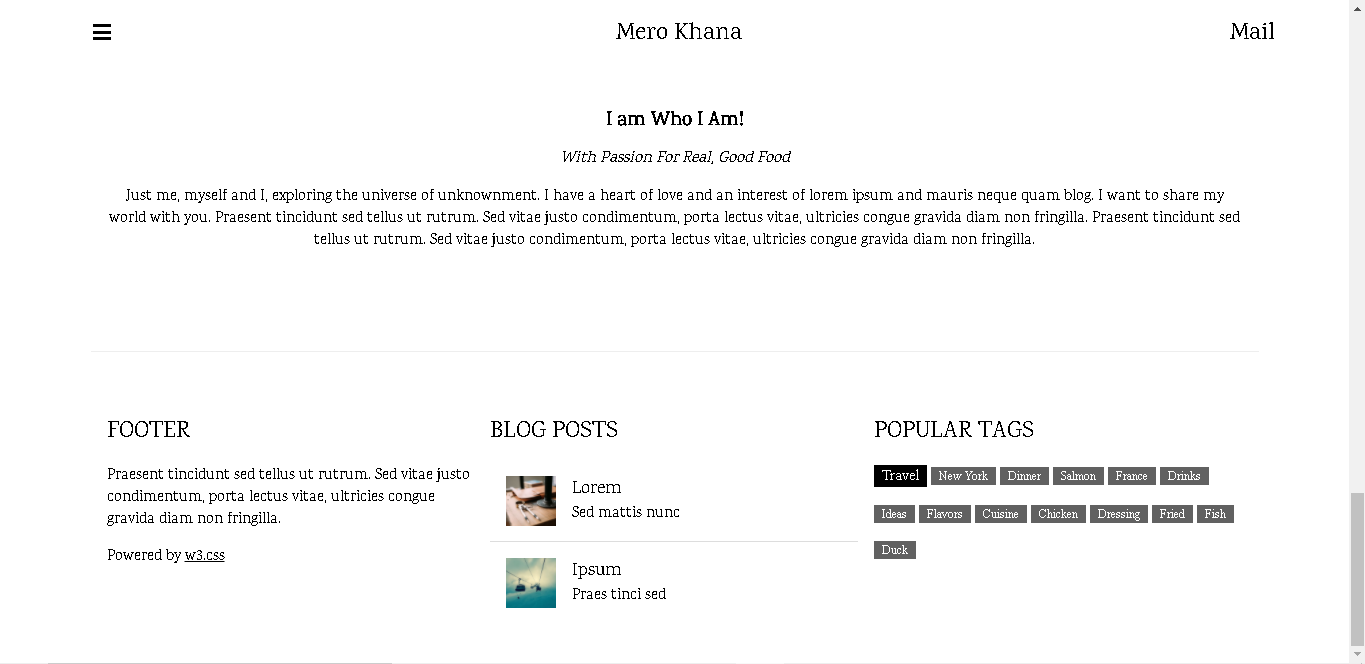 Mero Khana
Mail
I am Who I Am!
With Passion For Real, Good Food
Just me, myself and I, exploring the universe of unknownment. I have a heart of love and an interest of lorem ipsum and mauris neque quam blog. I want to share my
world with you. Praesent tincidunt sed tellus ut rutrum. Sed vitae justo condimentum, porta lectus vitae, ultricies congue gravida diam non fringilla. Praesent tincidunt sed
tellus ut rutrum. Sed vitae justo condimentum, porta lectus vitae, ultricies congue gravida diam non fringilla.
FOOTER
Praesent tincidunt sed tellus ut rutrum. Sed vitae justo
condimentum, porta lectus vitae, ultricies congue
gravida diam non fringilla.
Powered by w3.css
BLOG POSTS
Lorem
Sed mattis nunc
Ipsum
Praes tinci sed
POPULAR TAGS
Travel New York Dinner Salmon France Drinks
Ideas Flavors Cuisine Chicken Dressing Fried Fish
Duck